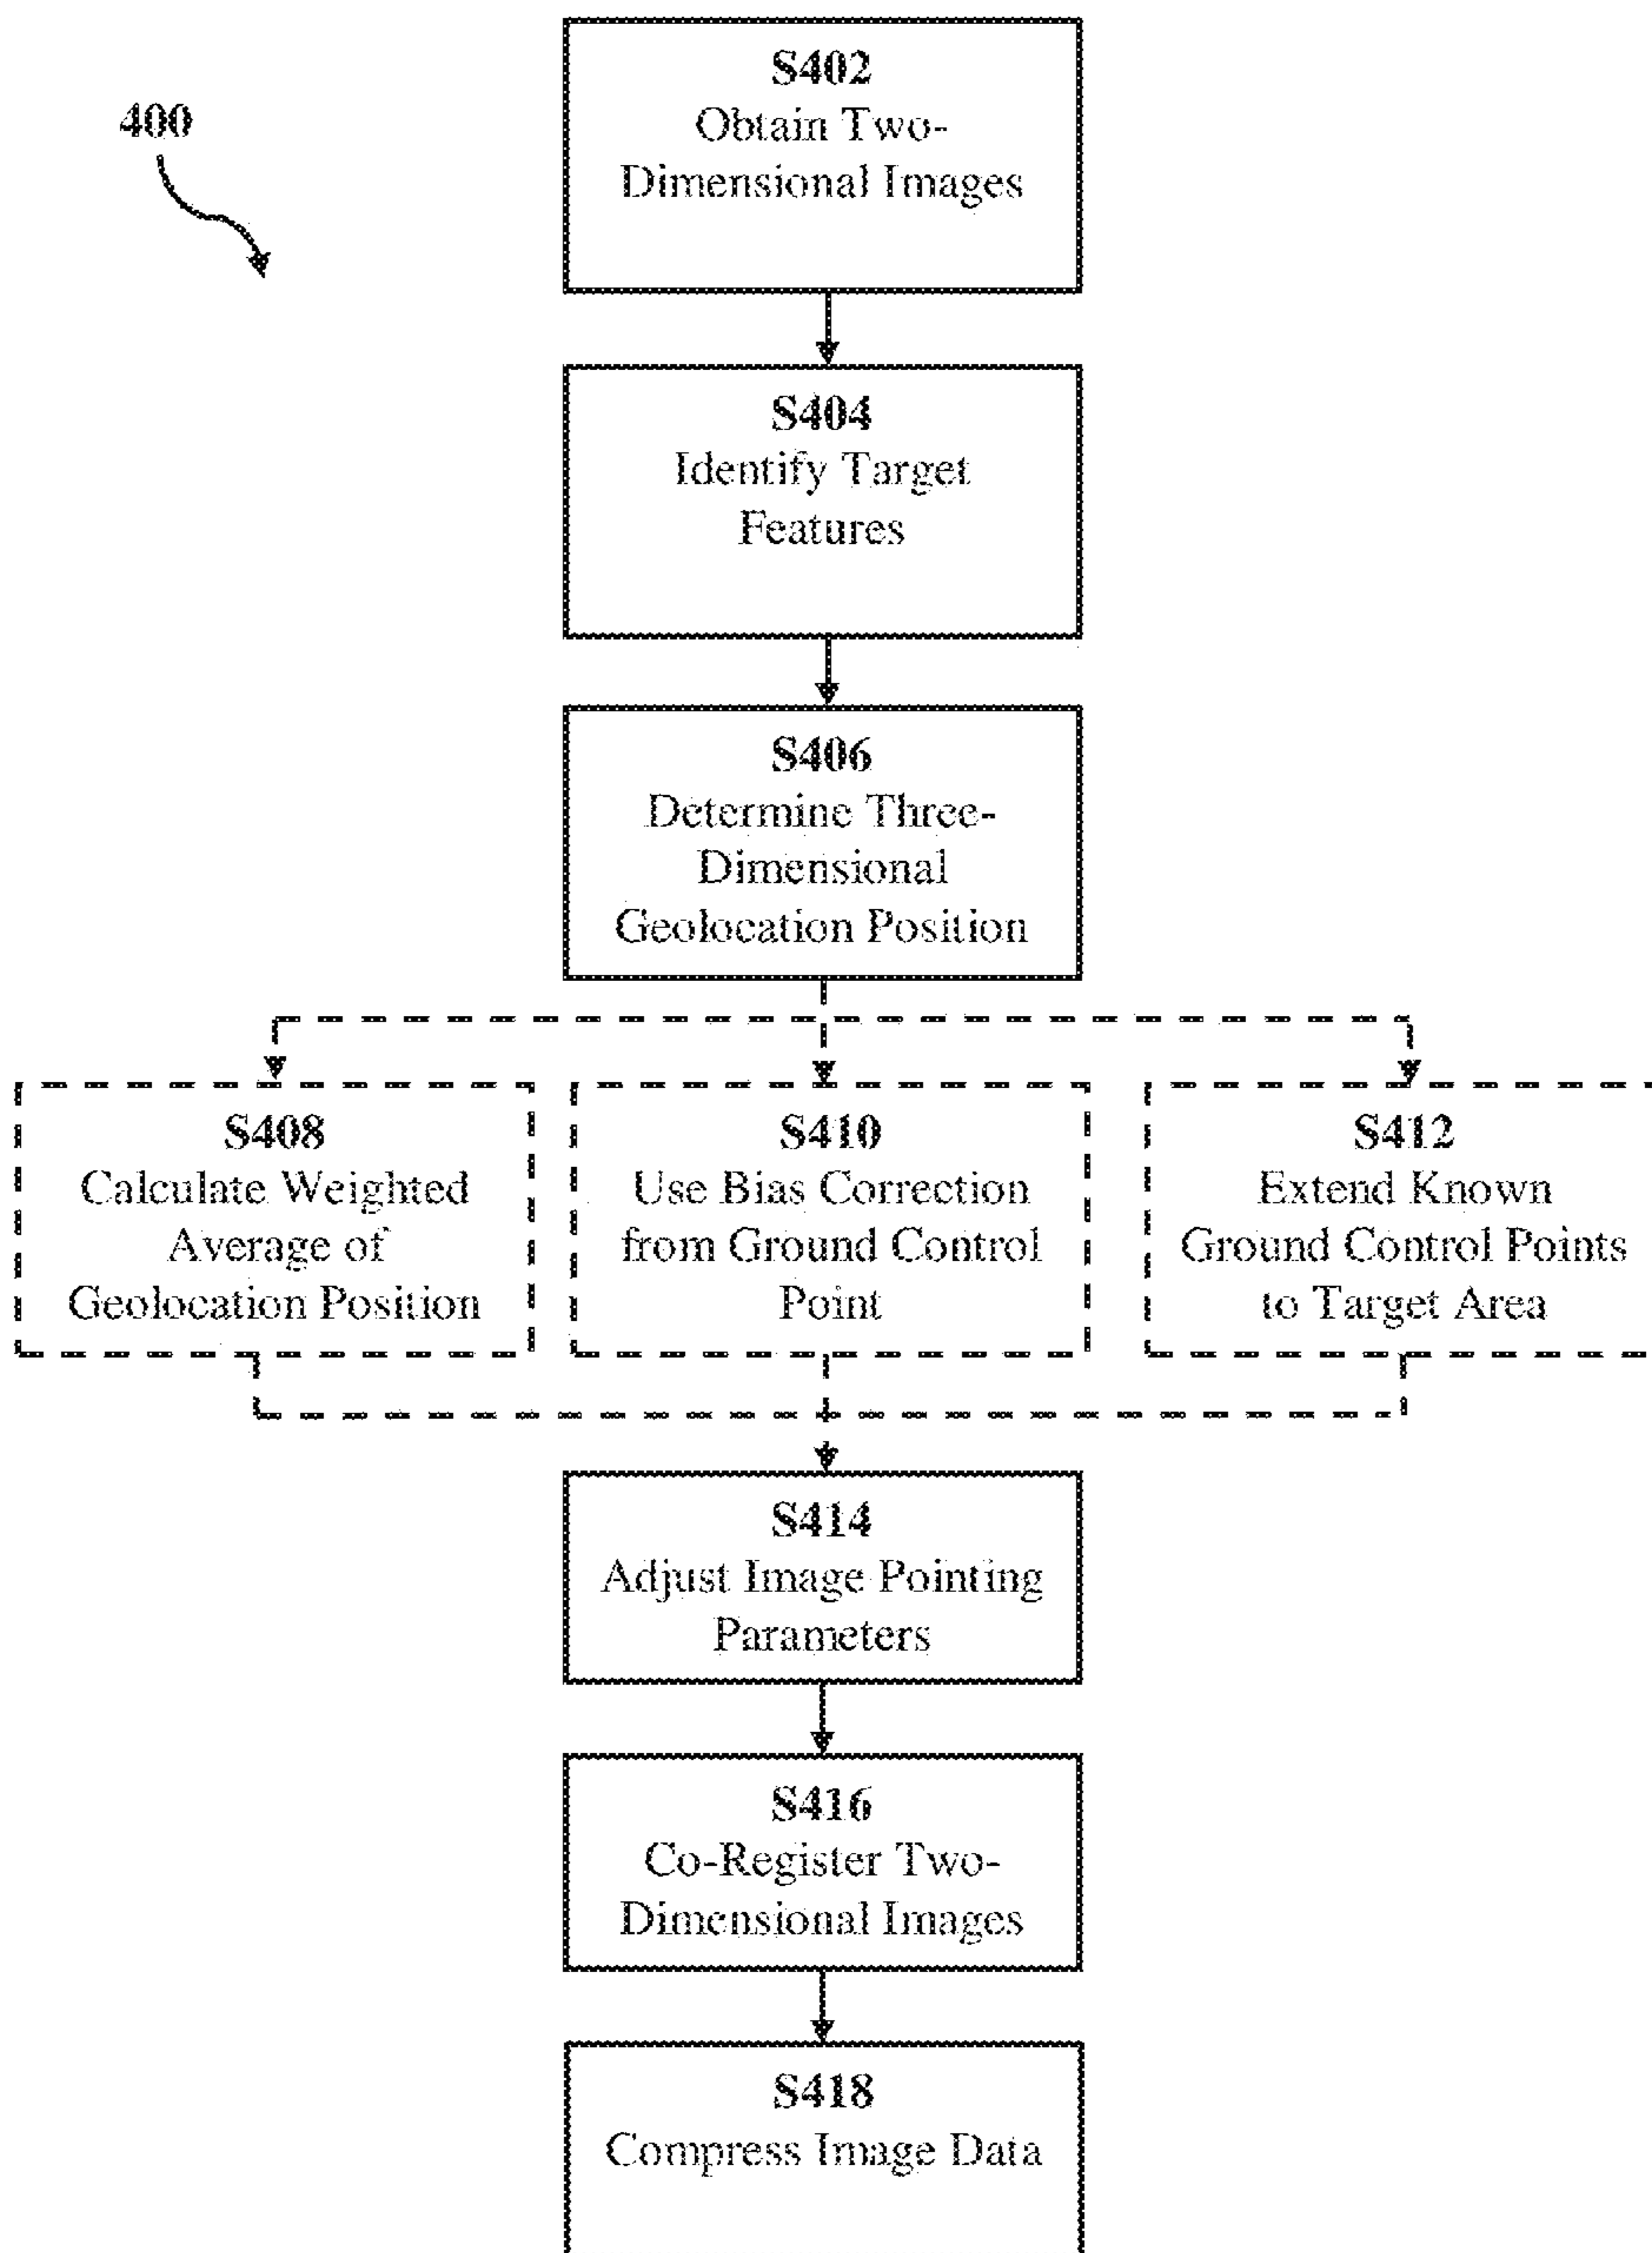 400
S402
Obtain Two-
Dimensional Images
S404
Identify Target
Features
S406
Determine Three-
Dimensional
Geolocation Position
S408
Calculate Weighted
Average of
Geolocation Position
S410
Use Bias Correction
from Ground Control
Point
S412
Extend Known
Ground Control Points
to Target Area
S414
Adjust Image Pointing
Parameters
S416
Co-Register Two-
Dimensional Images
S418
Compress Image Data